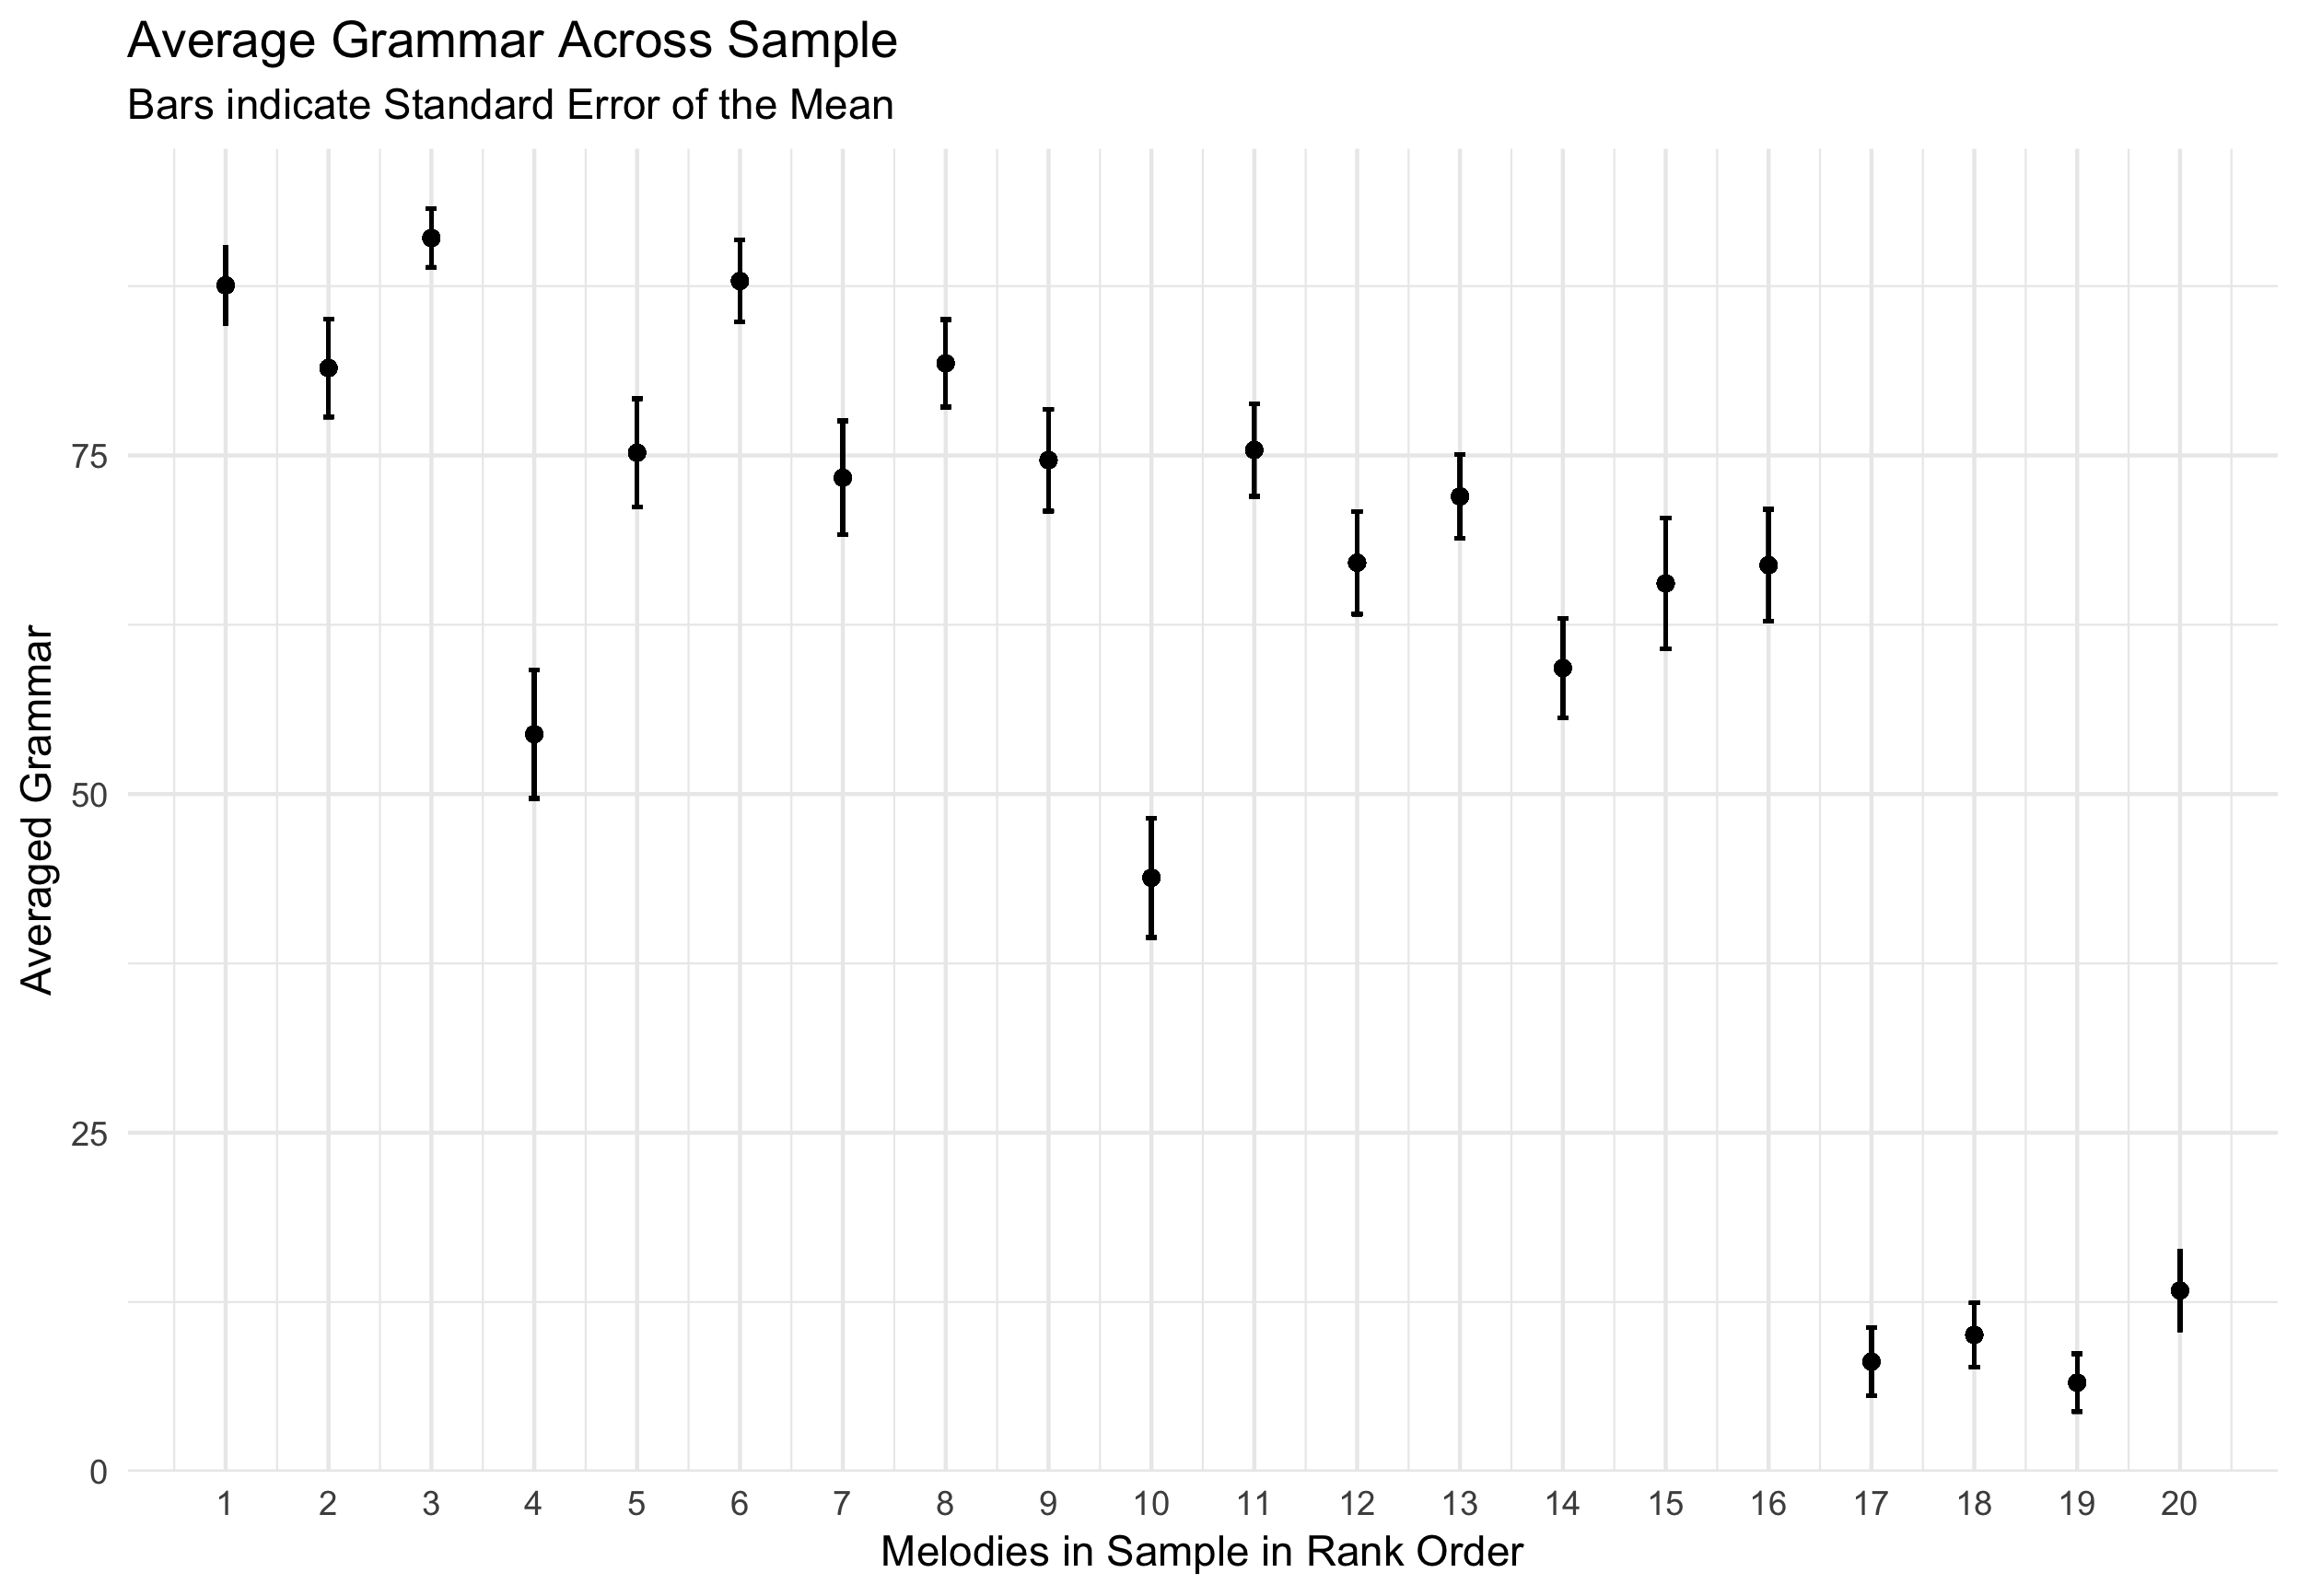 Average Grammar Across Sample
Bars indicate Standard Error of the Mean
Averaged Grammar
75
50
25
0
1 2 3 4 5 6 7 8 9 10 11 12 13 14 15 16 17 18 19 20
Melodies in Sample in Rank Order